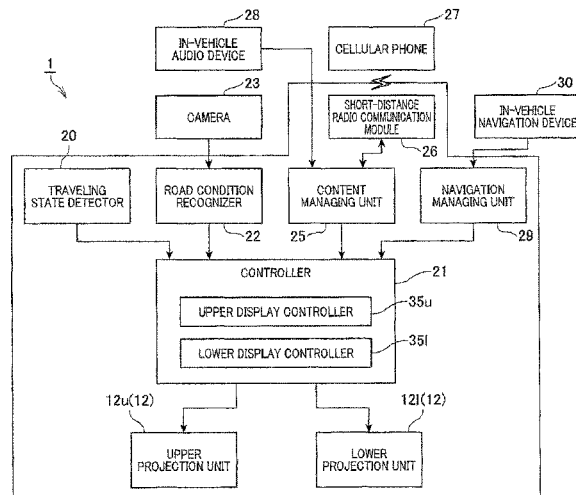 28
27
IN-VEHICLE
AUDIO DEVICE
CELLULAR PHONE
1
23
30
CAMERA
SHORT-DISTANCE
RADIO COMMUNICATION
MODULE
IN-VEHICLE
NAVIGATION DEVICE
20
26
TRAVELING
STATE DETECTOR
ROAD CONDITION
RECOGNIZER
CONTENT
MANAGING UNIT
NAVIGATION
MANAGING UNIT
22
25
29
CONTROLLER
21
UPPER DISPLAY CONTROLLER
35u
LOWER DISPLAY CONTROLLER
35l
12u(12)
12l(12)
UPPER
PROJECTION UNIT
LOWER
PROJECTION UNIT